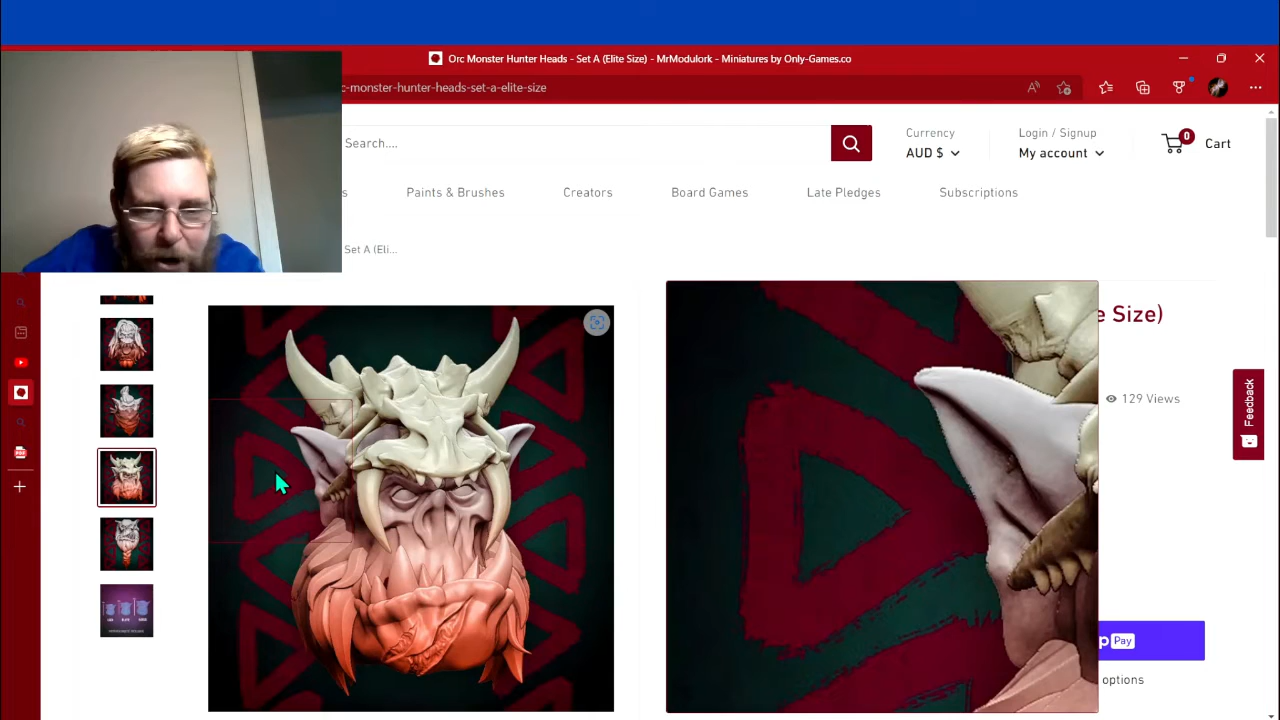 Orc Monster Hunter Heads - Set A (Elite Size) - MrModulork - Miniatures by Only-Games.co
c-monster-hunter-heads-set-a-elite-size
Search....
Currency
AUD $
Login / Signup
My account
0
Cart
s
Paints & Brushes
Creators
Board Games
Late Pledges
Subscriptions
Set A (Eli...
e Size)
129 Views
Feedback
Pay
options